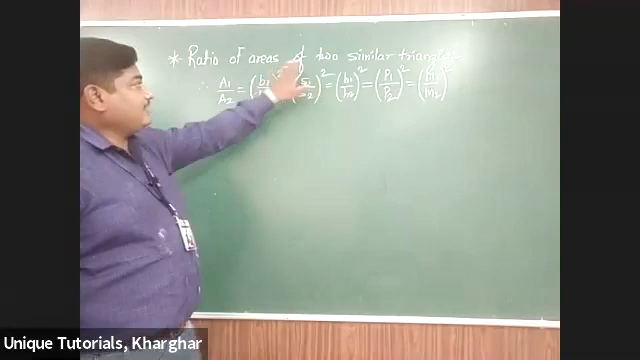 * Ratio of areas of two similar triangles
∴ A1/A2 = (b1/ )² = (s1/s2)² = (h1/h2)² = (P1/P2)² = (m1/m2)²
Unique Tutorials, Kharghar